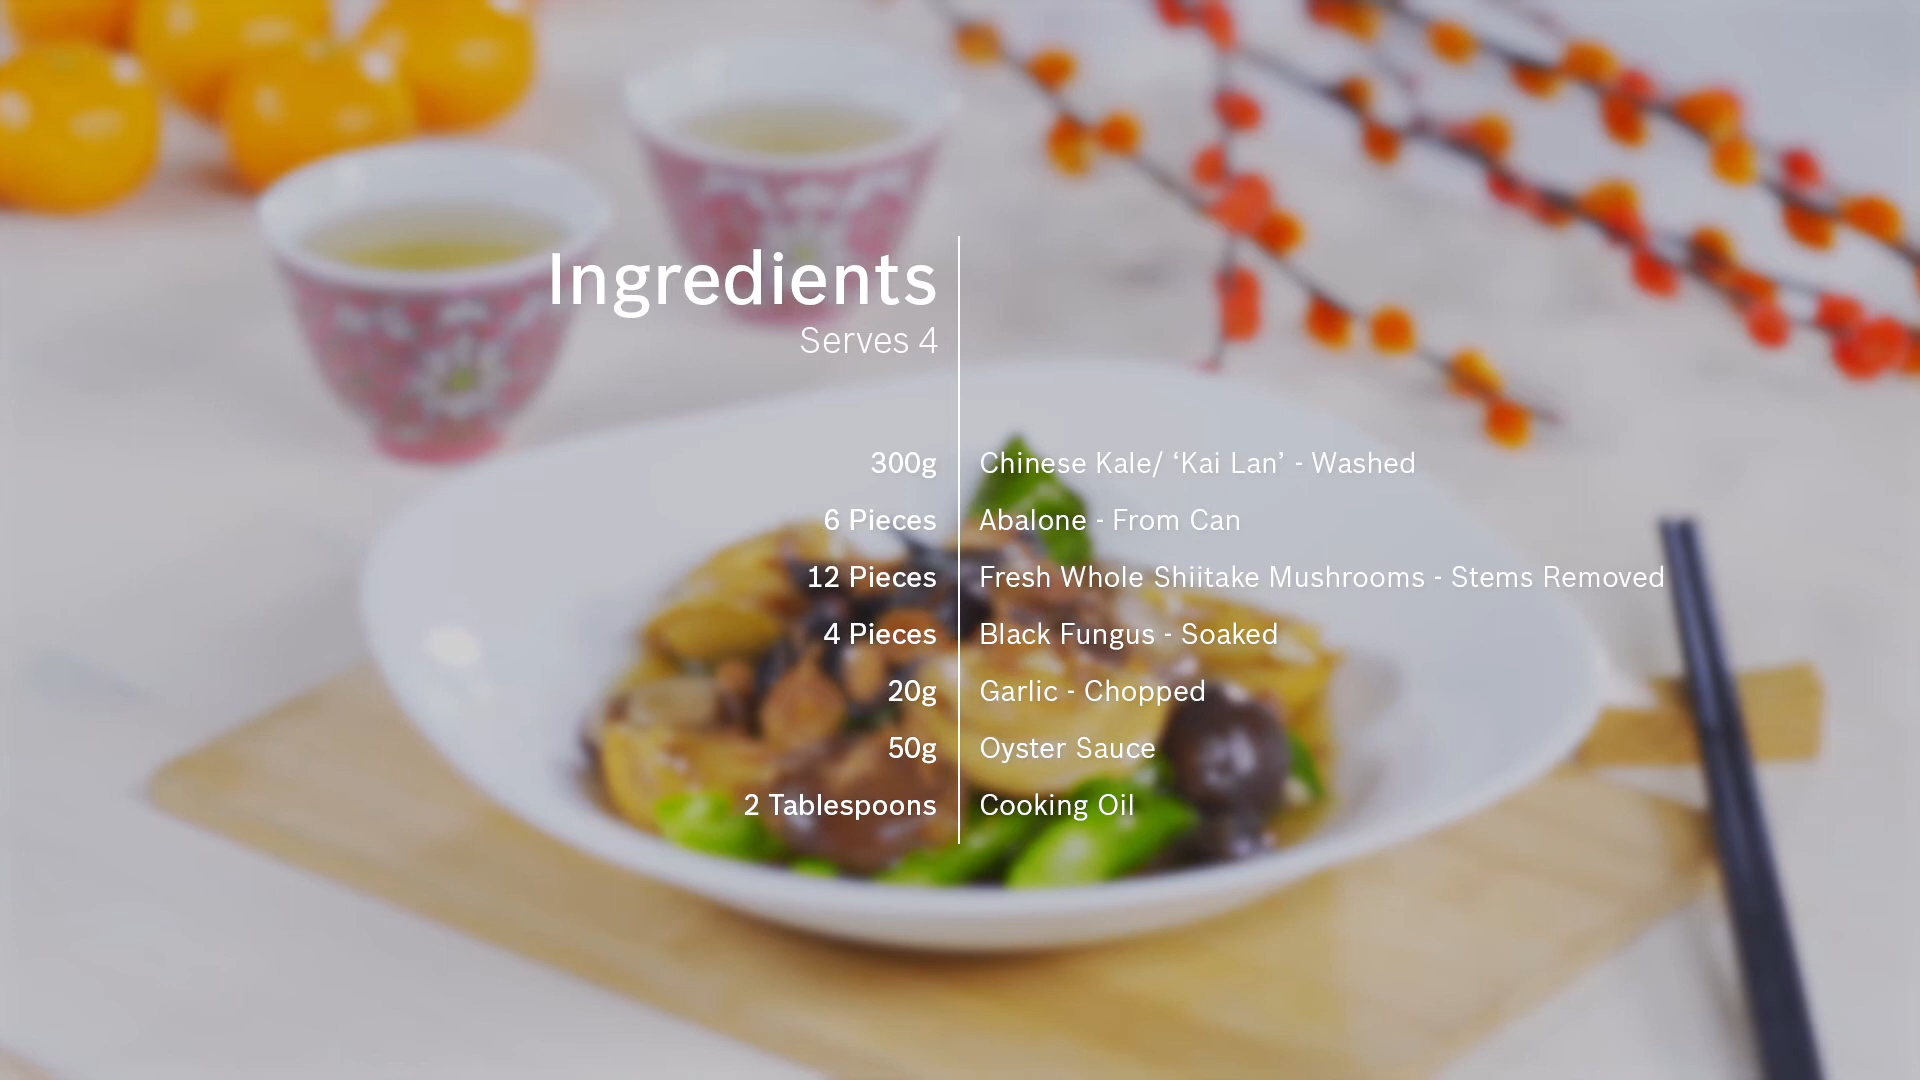 Ingredients
Serves 4
300g Chinese Kale/ ‘Kai Lan’ - Washed
6 Pieces Abalone - From Can
12 Pieces Fresh Whole Shiitake Mushrooms - Stems Removed
4 Pieces Black Fungus - Soaked
20g Garlic - Chopped
50g Oyster Sauce
2 Tablespoons Cooking Oil